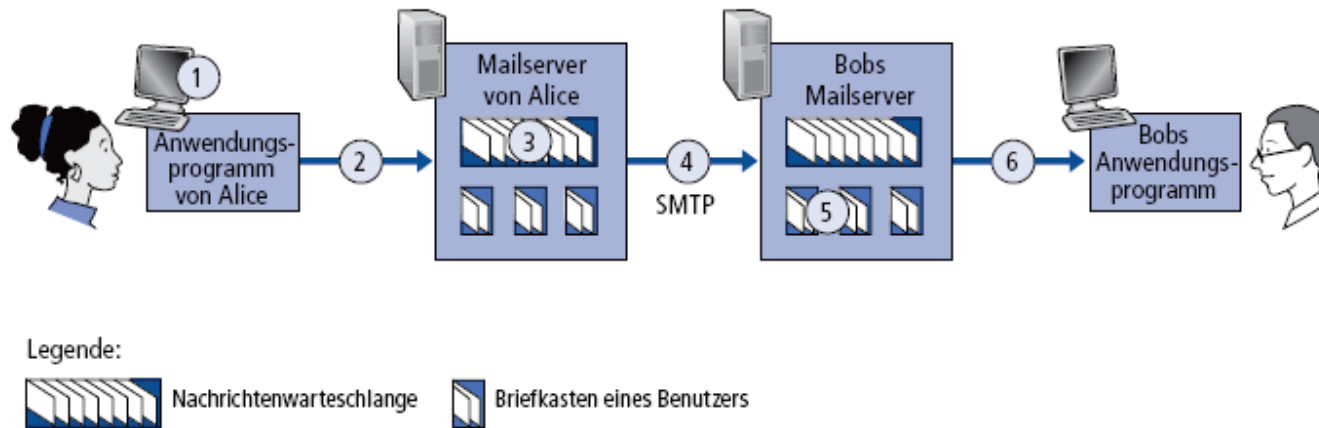 1
Anwendungs-
programm
von Alice
2
Mailserver
von Alice
3
4
SMTP
Bobs
Mailserver
5
6
Bobs
Anwendungs-
programm
Legende:
Nachrichtenwarteschlange
Briefkasten eines Benutzers